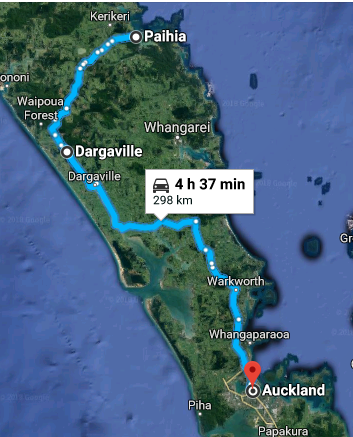 Kerikeri
Paihia
ononi
Waipoua
Forest
Whangarei
Dargaville
Dargaville
4 h 37 min
298 km
Gr
Warkworth
Whangaparaoa
Auckland
Piha
Papakura